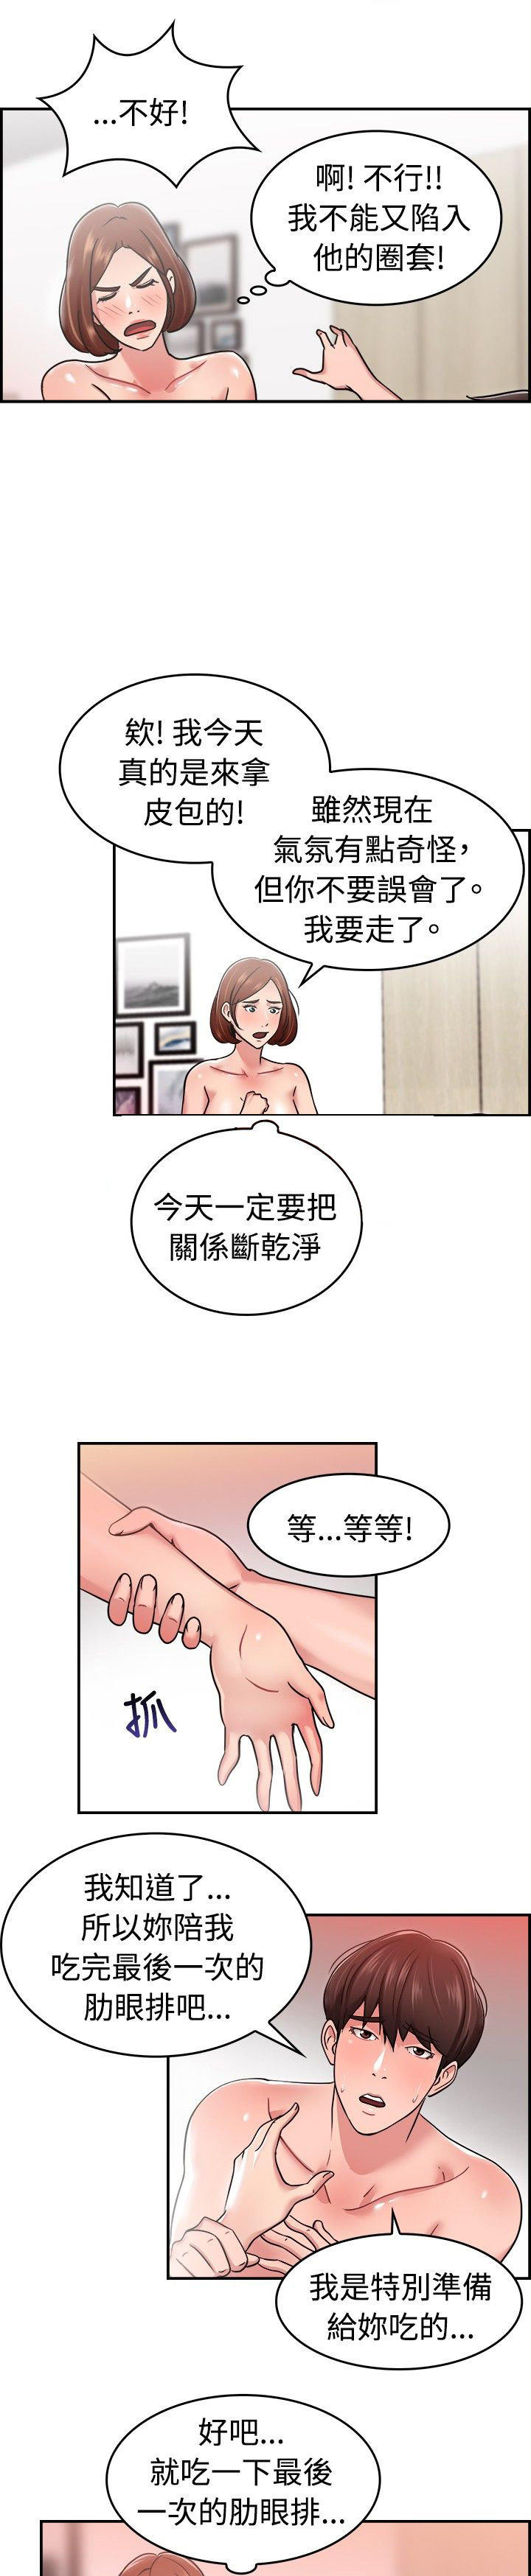 ...不好!
啊! 不行!!
我不能又陷入
他的圈套!
欸! 我今天
真的是來拿
皮包的!
雖然現在
氣氛有點奇怪,
但你不要誤會了。
我要走了。
今天一定要把
關係斷乾淨
等...等等!
抓
我知道了...
所以妳陪我
吃完最後一次的
肋眼排吧...
我是特別準備
給妳吃的...
好吧...
就吃一下最後
一次的肋眼排...